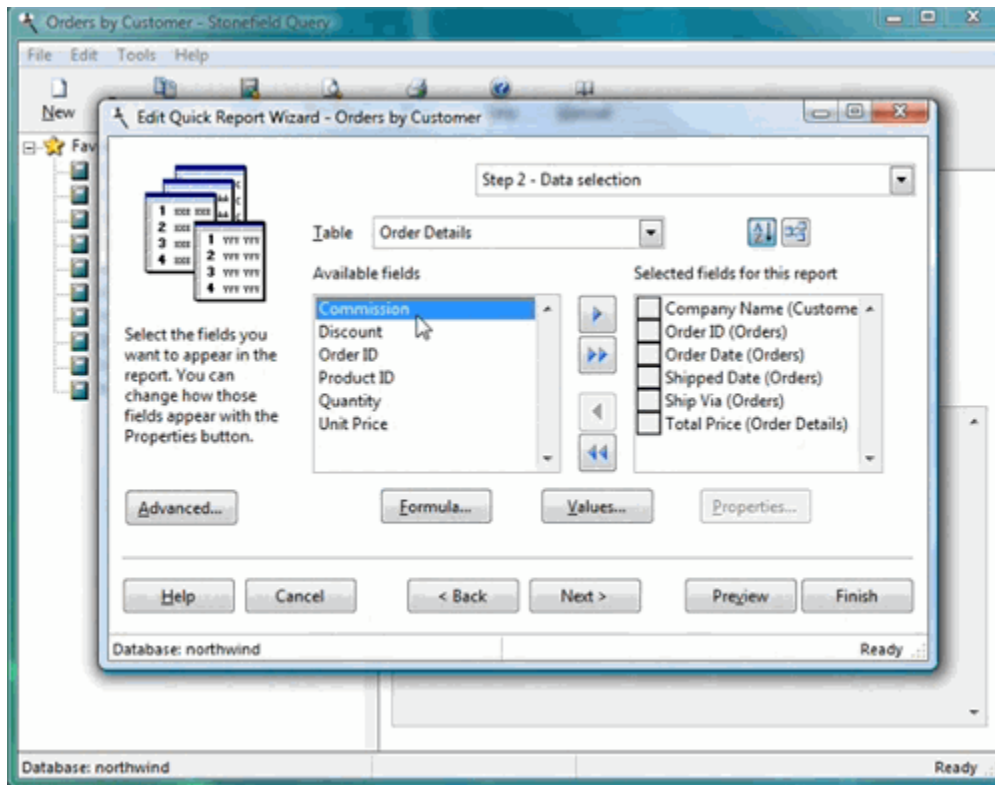 Orders by Customer - Stonefield Query
File Edit Tools Help
New
Edit Quick Report Wizard - Orders by Customer
Fav
Step 2 - Data selection
Table Order Details
Available fields
Selected fields for this report
Commission
Discount
Order ID
Product ID
Quantity
Unit Price
Company Name (Custome
Order ID (Orders)
Order Date (Orders)
Shipped Date (Orders)
Ship Via (Orders)
Total Price (Order Details)
Select the fields you
want to appear in the
report. You can
change how those
fields appear with the
Properties button.
Advanced...
Formula...
Values...
Properties...
Help
Cancel
< Back
Next >
Preview
Finish
Database: northwind
Ready
Database: northwind
Ready